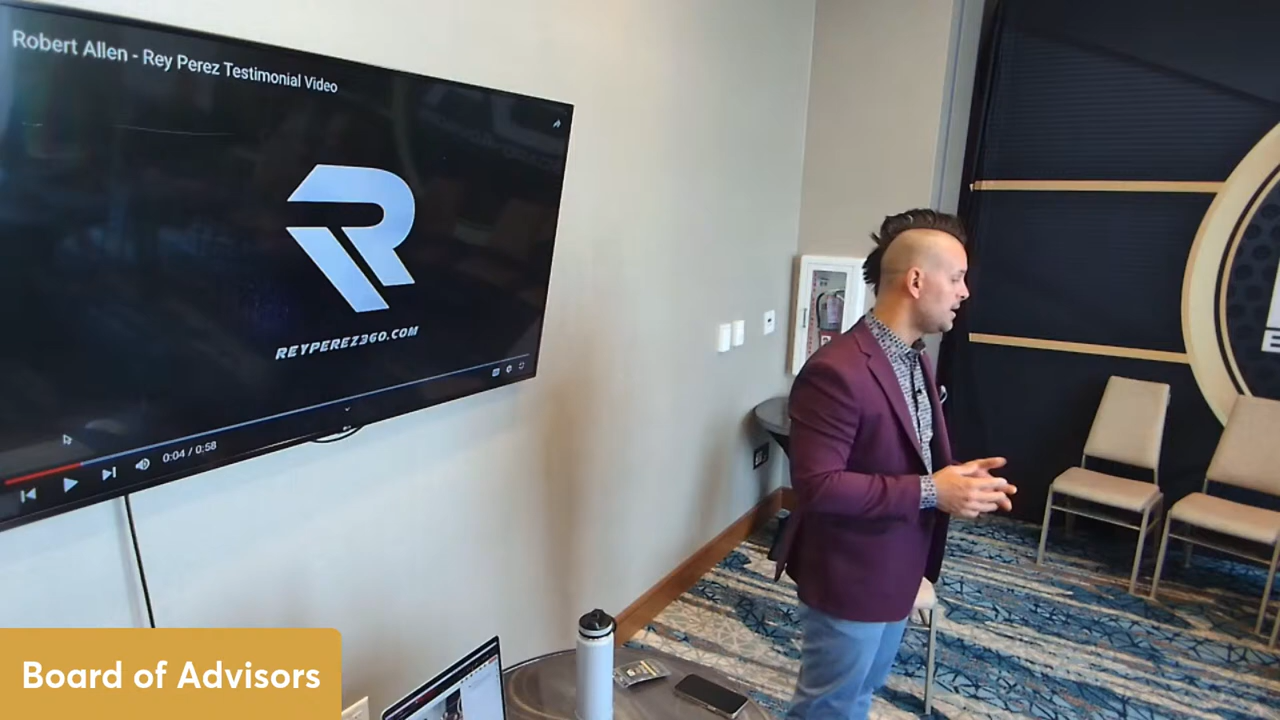 Robert Allen - Rey Perez Testimonial Video
R
REYPEREZ360.COM
0:04 / 0:58
Board of Advisors